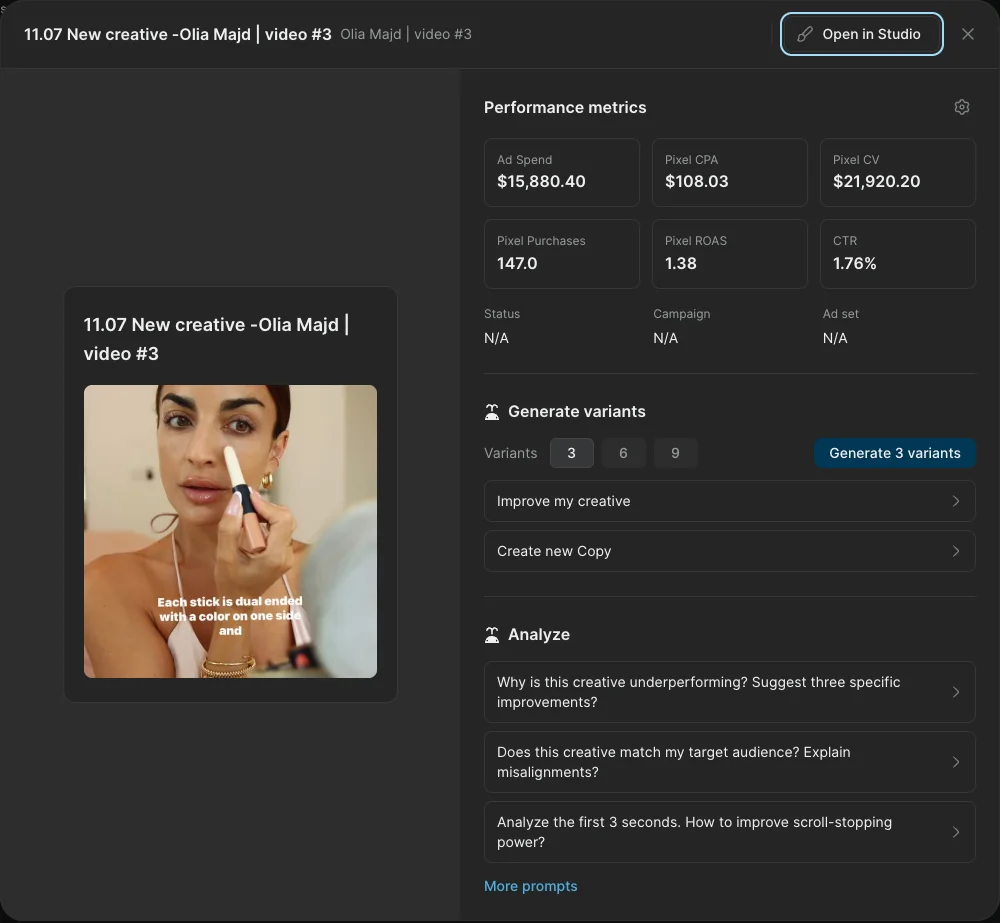 11.07 New creative -Olia Majd | video #3 Olia Majd | video #3
Open in Studio
11.07 New creative -Olia Majd |
video #3
Each stick is dual ended
with a color on one side
and
Performance metrics
Ad Spend
$15,880.40
Pixel CPA
$108.03
Pixel CV
$21,920.20
Pixel Purchases
147.0
Pixel ROAS
1.38
CTR
1.76%
Status
N/A
Campaign
N/A
Ad set
N/A
Generate variants
Variants 3 6 9
Generate 3 variants
Improve my creative
Create new Copy
Analyze
Why is this creative underperforming? Suggest three specific
improvements?
Does this creative match my target audience? Explain
misalignments?
Analyze the first 3 seconds. How to improve scroll-stopping
power?
More prompts